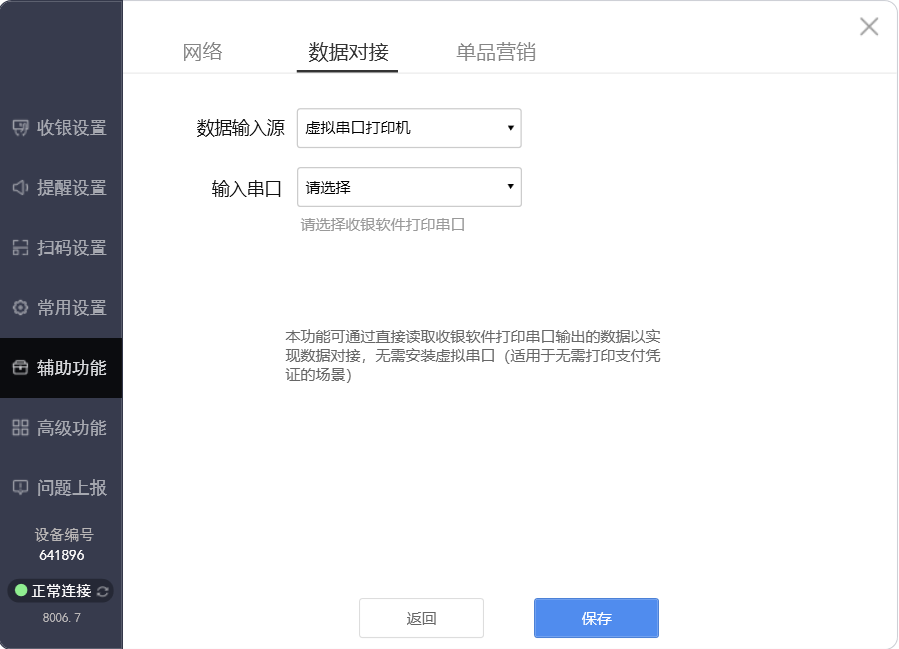 网络
数据对接
单品营销
收银设置
提醒设置
扫码设置
常用设置
辅助功能
高级功能
问题上报
设备编号
641896
正常连接
8006. 7
数据输入源
虚拟串口打印机
输入串口
请选择
请选择收银软件打印串口
本功能可通过直接读取收银软件打印串口输出的数据以实
现数据对接，无需安装虚拟串口（适用于无需打印支付凭
证的场景）
返回
保存